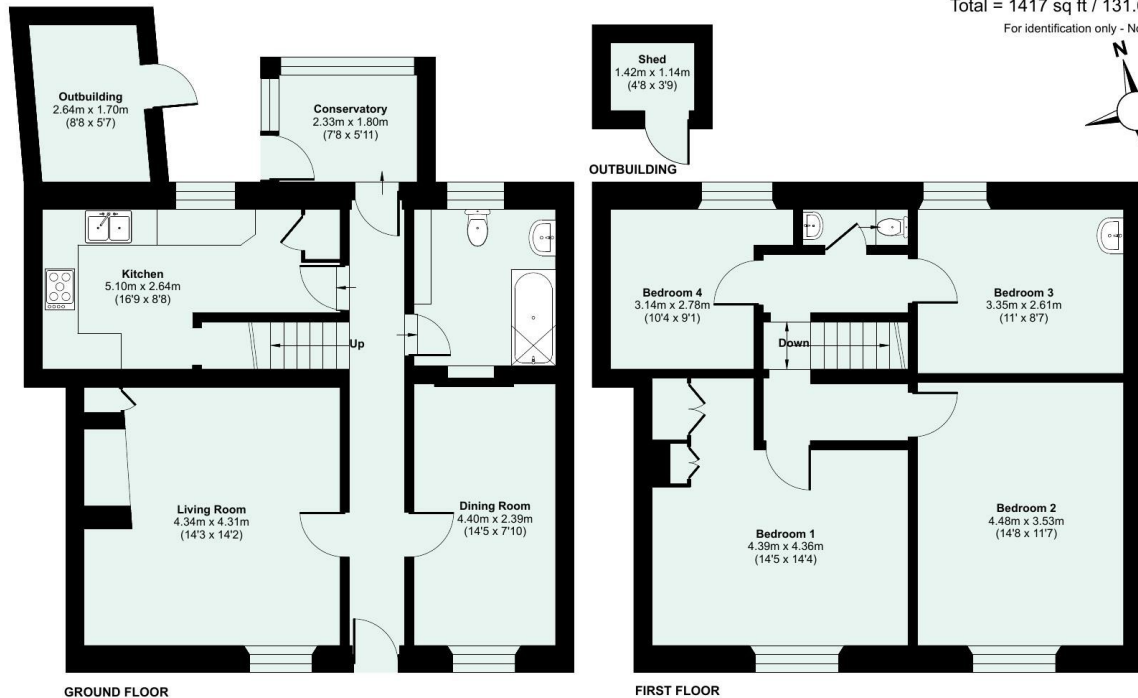 Total = 1417 sq ft / 131.
For identification only -
N
Outbuilding
2.64m x 1.70m
(8'8 x 5'7)
Conservatory
2.33m x 1.80m
(7'8 x 5'11)
Shed
1.42m x 1.14m
(4'8 x 3'9)
OUTBUILDING
Kitchen
5.10m x 2.64m
(16'9 x 8'8)
Up
Living Room
4.34m x 4.31m
(14'3 x 14'2)
Dining Room
4.40m x 2.39m
(14'5 x 7'10)
GROUND FLOOR
Bedroom 4
3.14m x 2.78m
(10'4 x 9'1)
Bedroom 3
3.35m x 2.61m
(11' x 8'7)
Down
Bedroom 1
4.39m x 4.36m
(14'5 x 14'4)
Bedroom 2
4.48m x 3.53m
(14'8 x 11'7)
FIRST FLOOR